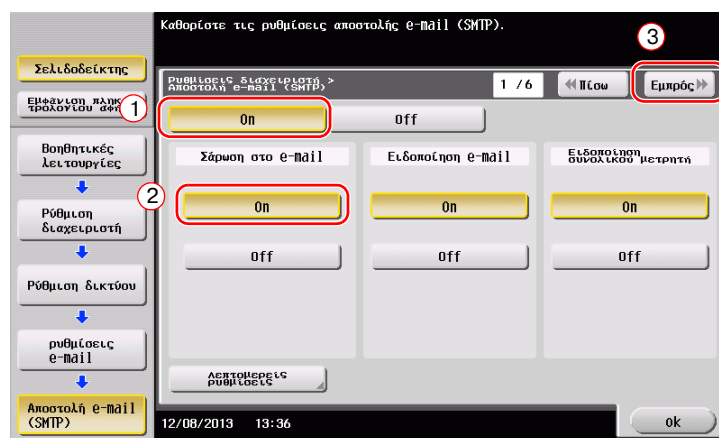 Καθορίστε τις ρυθμίσεις αποστολής e-mail (SMTP).
3
Σελιδοδείκτης
Εμφάνιση πληκ
τρολογίου αφή
1
Βοηθητικές
λειτουργίες
2
Ρύθμιση
διαχειριστή
Ρύθμιση δικτύου
ρυθμίσεις
e-mail
Αποστολή e-mail
(SMTP)
Ρυθμίσεις διαχειριστή >
Αποστολή e-mail (SMTP)
1 /6
Πίσω
Εμπρός
On
Off
Σάρωση στο e-mail
Ειδοποίηση e-mail
Ειδοποίηση
συνολικού μετρητή
On
On
On
Off
Off
Off
Λεπτομερείς
ρυθμίσεις
12/08/2013 13:36
ok